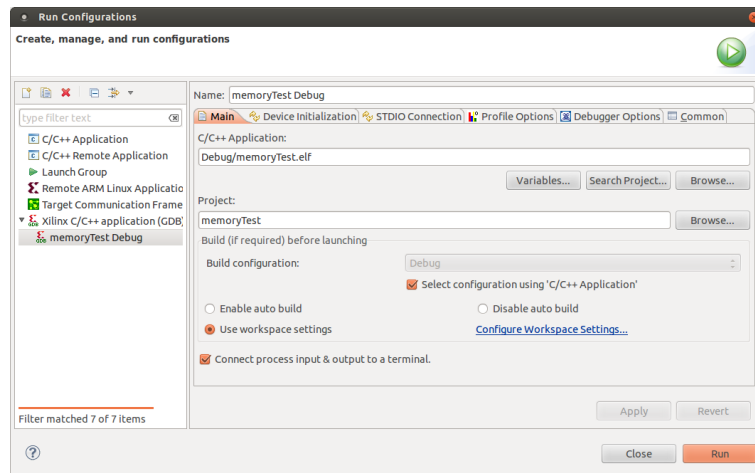 Run Configurations
Create, manage, and run configurations
Name: memoryTest Debug
type filter text
Main
Device Initialization
STDIO Connection
Profile Options
Debugger Options
Common
C/C++ Application
C/C++ Remote Application
Launch Group
Remote ARM Linux Applicatio
Target Communication Frame
Xilinx C/C++ application (GDB)
memoryTest Debug
Filter matched 7 of 7 items
C/C++ Application:
Debug/memoryTest.elf
Variables... Search Project... Browse...
Project:
memoryTest Browse...
Build (if required) before launching
Build configuration: Debug
Select configuration using 'C/C++ Application'
Enable auto build Disable auto build
Use workspace settings Configure Workspace Settings...
Connect process input & output to a terminal.
Apply Revert
? Close Run